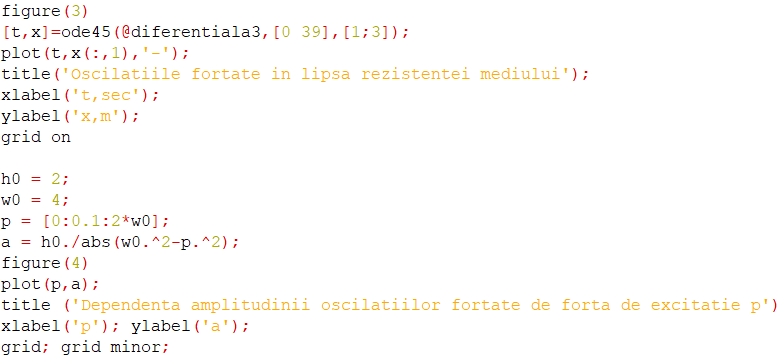 figure(3)
[t,x]=ode45(@diferentiala3,[0 39],[1;3]);
plot(t,x(:,1),'-');
title('Oscilatiile fortate in lipsa rezistentei mediului');
xlabel('t,sec');
ylabel('x,m');
grid on
h0 = 2;
w0 = 4;
p = [0:0.1:2*w0];
a = h0./abs(w0.^2-p.^2);
figure(4)
plot(p,a);
title ('Dependenta amplitudinii oscilatiilor fortate de forta de excitatie p')
xlabel('p'); ylabel('a');
grid; grid minor;